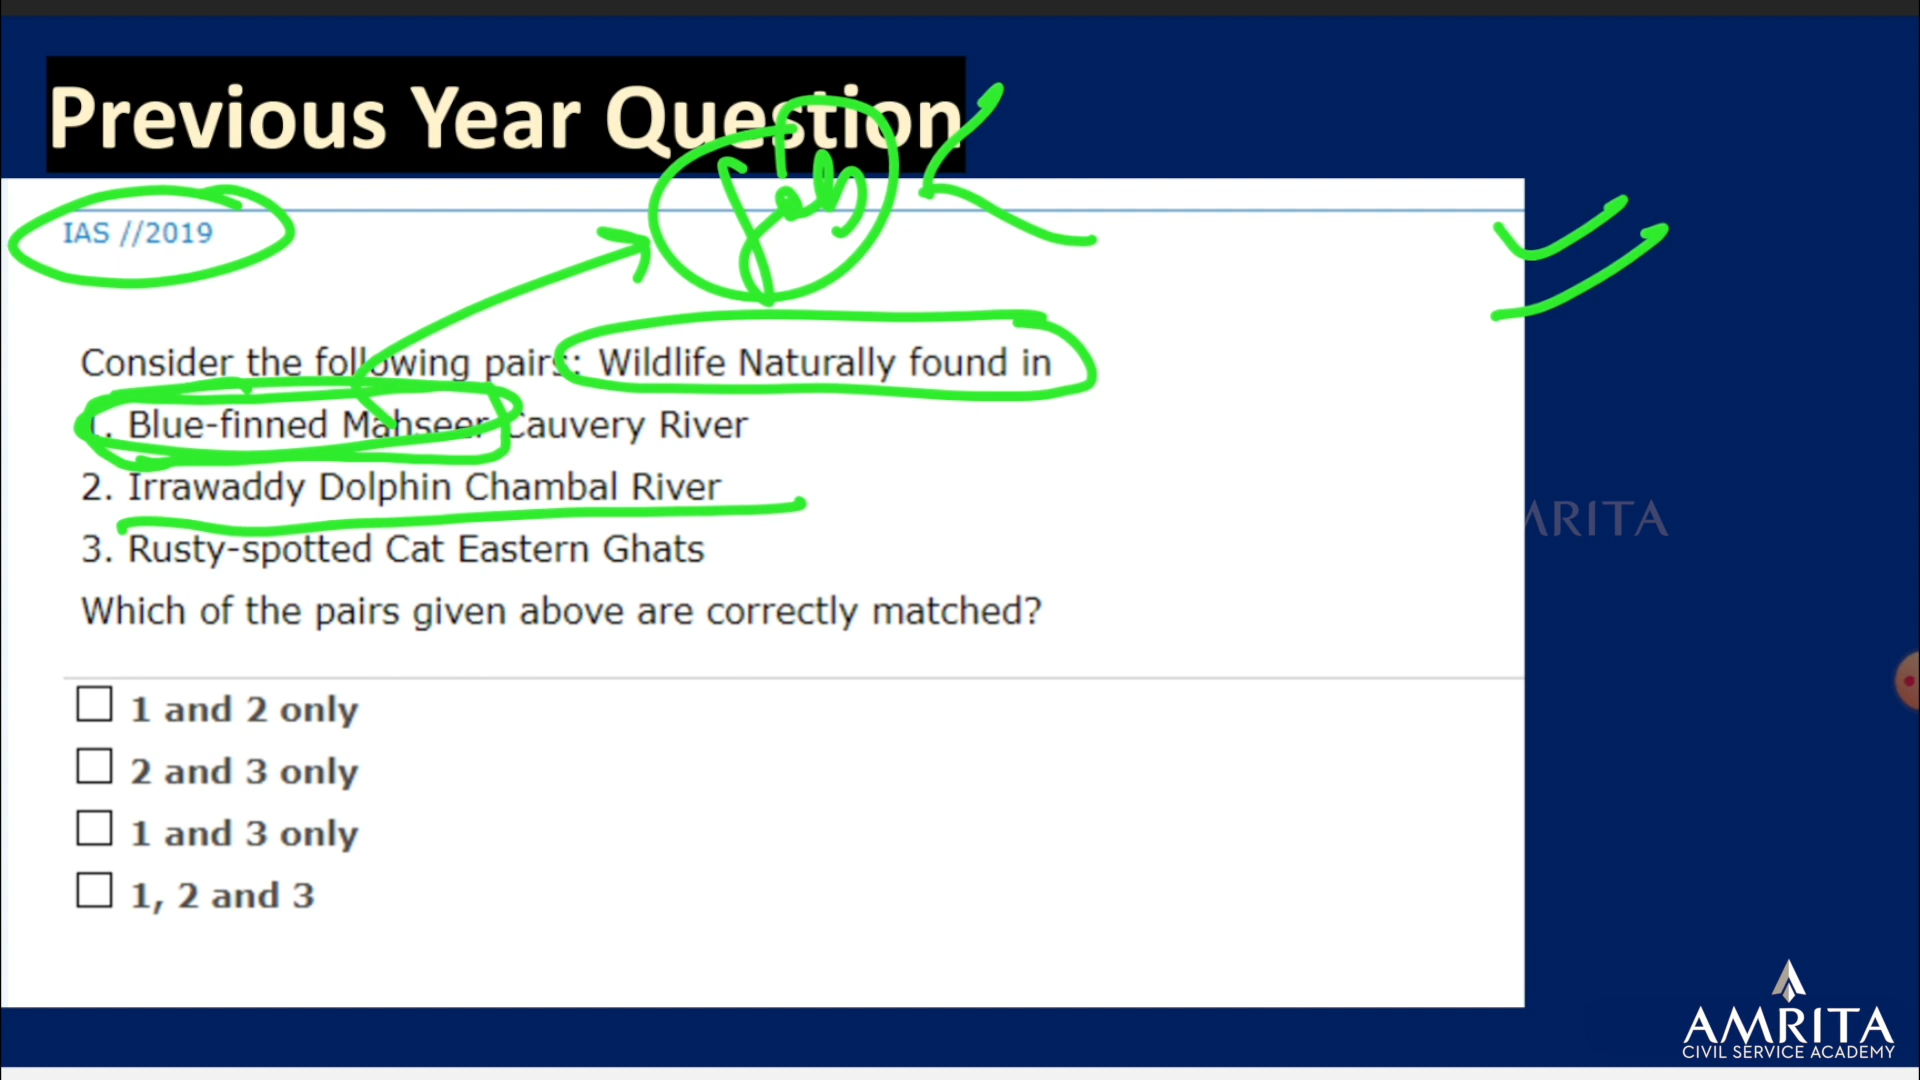 Previous Year Question
IAS //2019
Consider the following pairs: Wildlife Naturally found in
1. Blue-finned Mahseer Cauvery River
2. Irrawaddy Dolphin Chambal River
3. Rusty-spotted Cat Eastern Ghats
Which of the pairs given above are correctly matched?
1 and 2 only
2 and 3 only
1 and 3 only
1, 2 and 3
AMRITA
CIVIL SERVICE ACADEMY